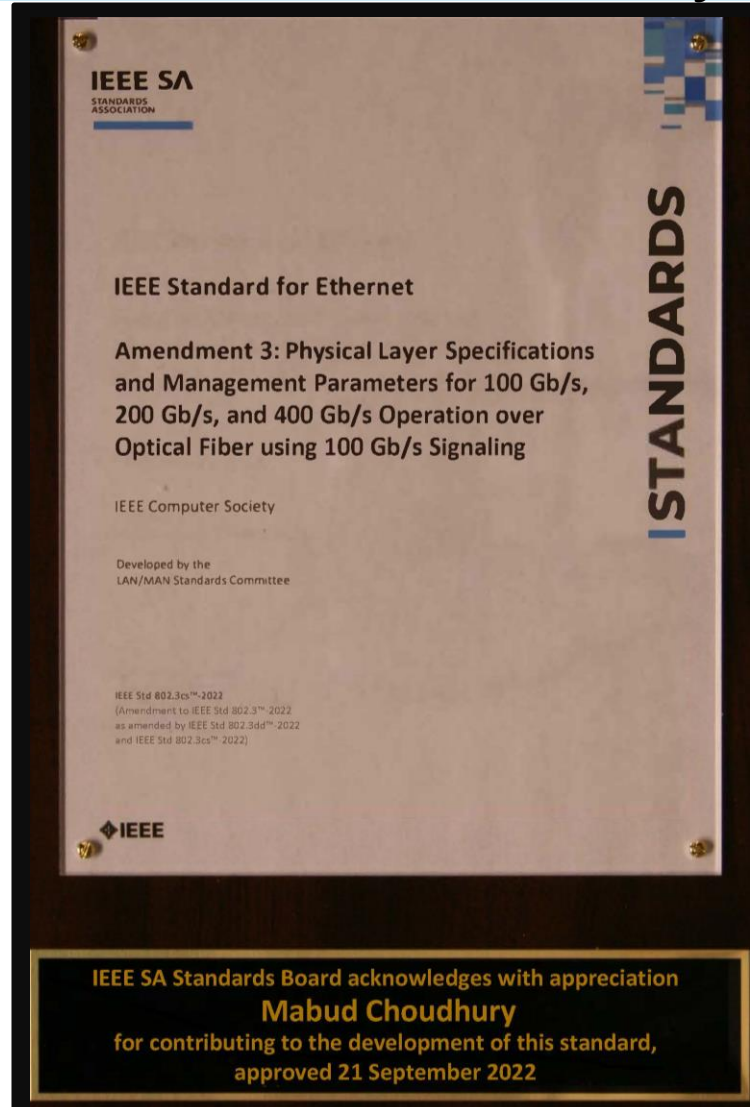 IEEE SA
STANDARDS
ASSOCIATION
STANDARDS
IEEE Standard for Ethernet
Amendment 3: Physical Layer Specifications
and Management Parameters for 100 Gb/s,
200 Gb/s, and 400 Gb/s Operation over
Optical Fiber using 100 Gb/s Signaling
IEEE Computer Society
Developed by the
LAN/MAN Standards Committee
IEEE Std 802.3cs™-2022
(Amendment to IEEE Std 802.3™-2022
as amended by IEEE Std 802.3dd™-2022
and IEEE Std 802.3cs™-2022)
IEEE
IEEE SA Standards Board acknowledges with appreciation
Mabud Choudhury
for contributing to the development of this standard,
approved 21 September 2022